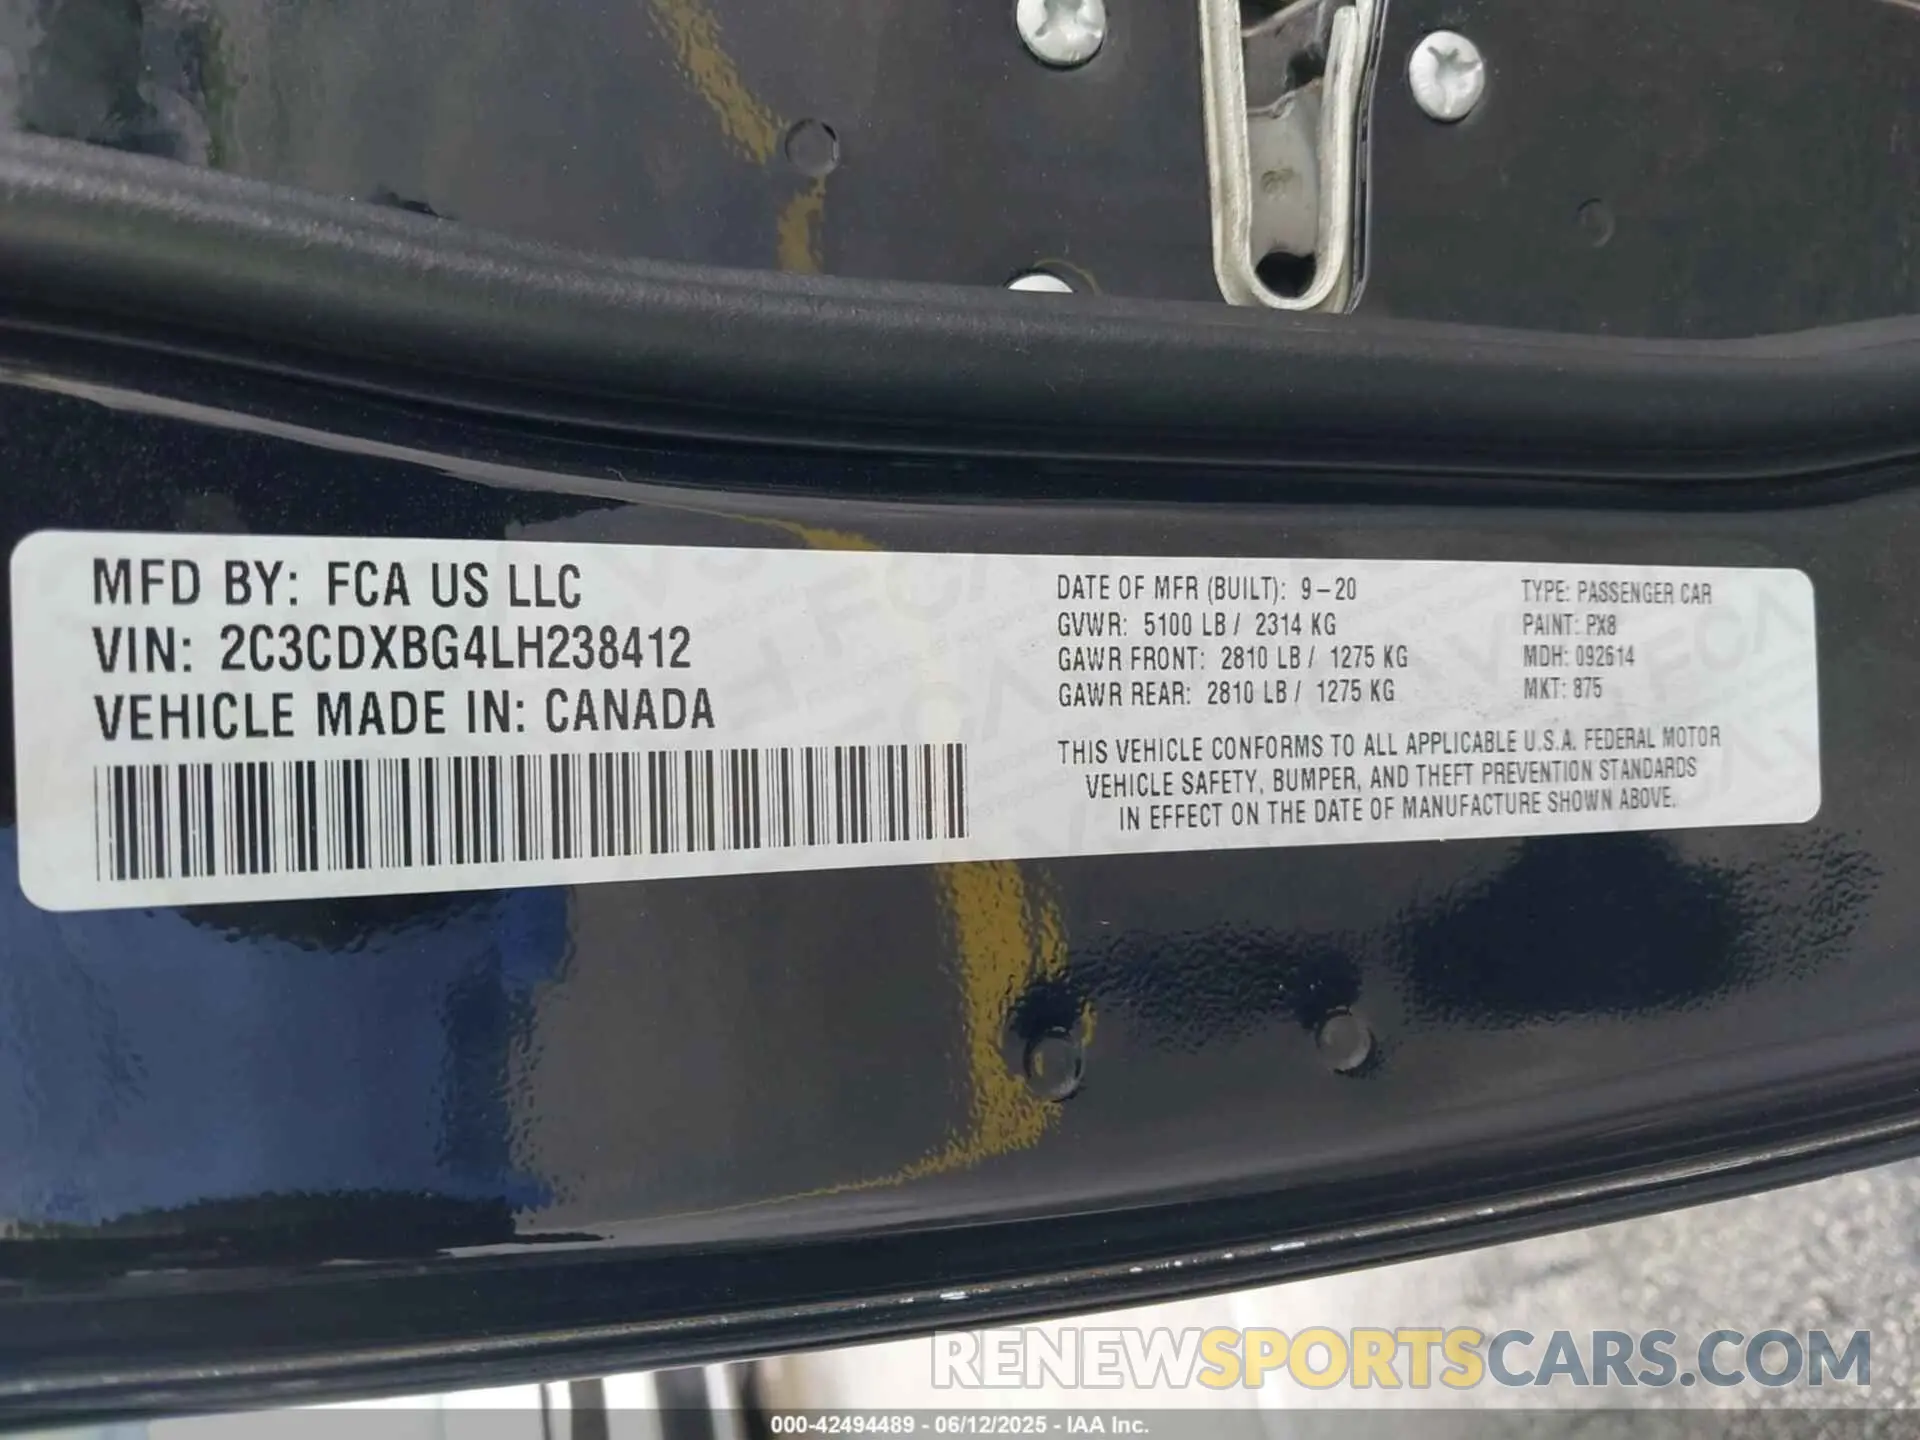 MFD BY: FCA US LLC
VIN: 2C3CDXBG4LH238412
VEHICLE MADE IN: CANADA
DATE OF MFR (BUILT): 9-20
GVWR: 5100 LB / 2314 KG
GAWR FRONT: 2810 LB / 1275 KG
GAWR REAR: 2810 LB / 1275 KG
TYPE: PASSENGER CAR
PAINT: PX8
MDH: 092614
MKT: 875
THIS VEHICLE CONFORMS TO ALL APPLICABLE U.S.A. FEDERAL MOTOR
VEHICLE SAFETY, BUMPER, AND THEFT PREVENTION STANDARDS
IN EFFECT ON THE DATE OF MANUFACTURE SHOWN ABOVE.
RENEWSPORTSCARS.COM
000-42494489 - 06/12/2025 - IAA Inc.